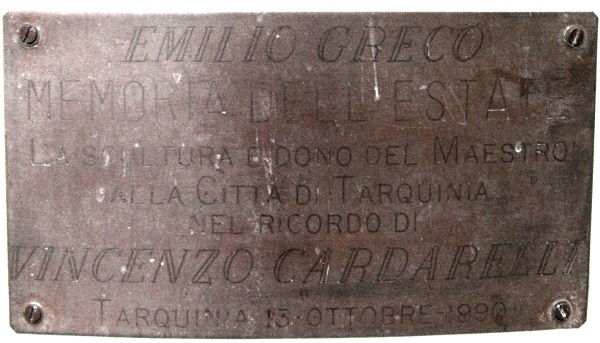 EMILIO GRECO
MEMORIA DELL'ESTATE
LA SCULTURA È DONO DEL MAESTRO
ALLA CITTÀ DI TARQUINIA
NEL RICORDO DI
VINCENZO CARDARELLI
TARQUINIA 13 OTTOBRE 1990